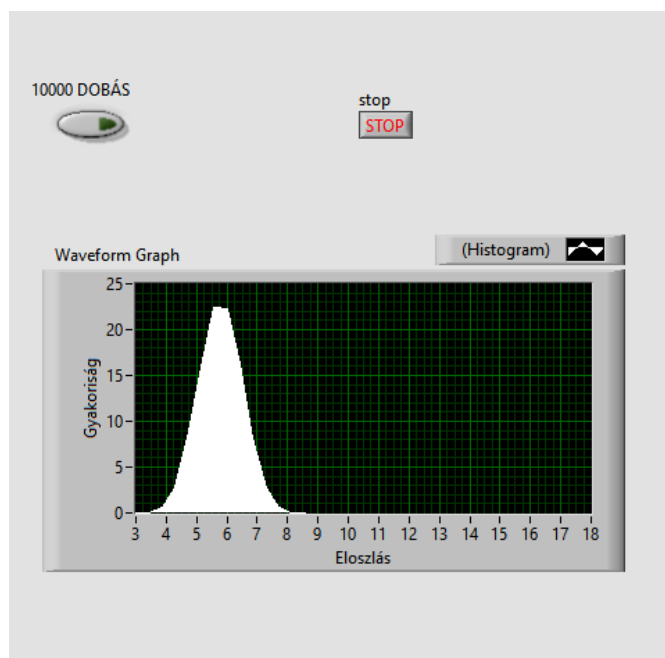 10000 DOBÁS
stop
STOP
Waveform Graph
(Histogram)
25
20
15
10
5
0
Gyakoriság
3 4 5 6 7 8 9 10 11 12 13 14 15 16 17 18
Eloszlás